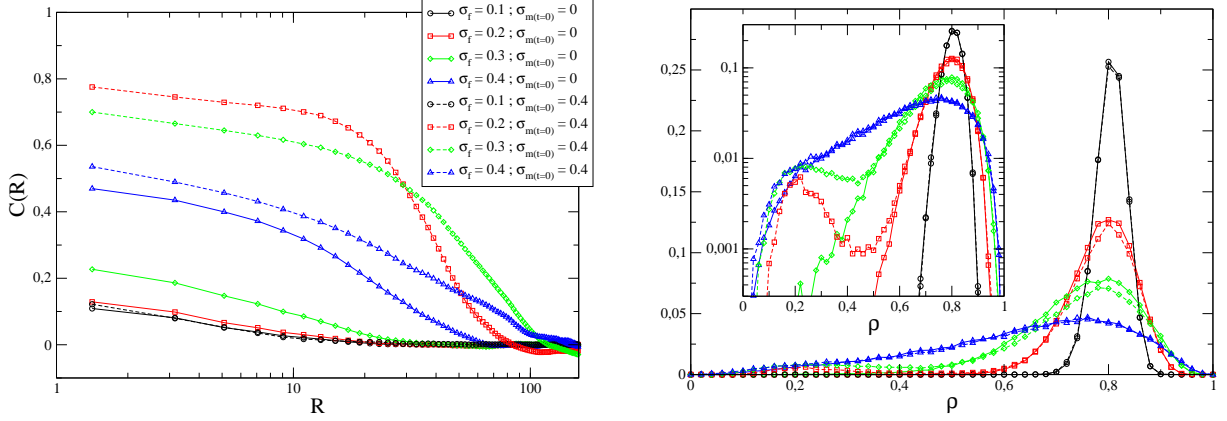 σf = 0.1 ; σm(t=0) = 0
σf = 0.2 ; σm(t=0) = 0
σf = 0.3 ; σm(t=0) = 0
σf = 0.4 ; σm(t=0) = 0
σf = 0.1 ; σm(t=0) = 0.4
σf = 0.2 ; σm(t=0) = 0.4
σf = 0.3 ; σm(t=0) = 0.4
σf = 0.4 ; σm(t=0) = 0.4
1
0,8
0,6
0,4
0,2
0
C(R)
1
10
100
R
0,25
0,2
0,15
0,1
0,05
0
0
0,2
0,4
0,6
0,8
1
ρ
0,1
0,01
0,001
0
0.2
0.4
0.6
0.8
1
ρ